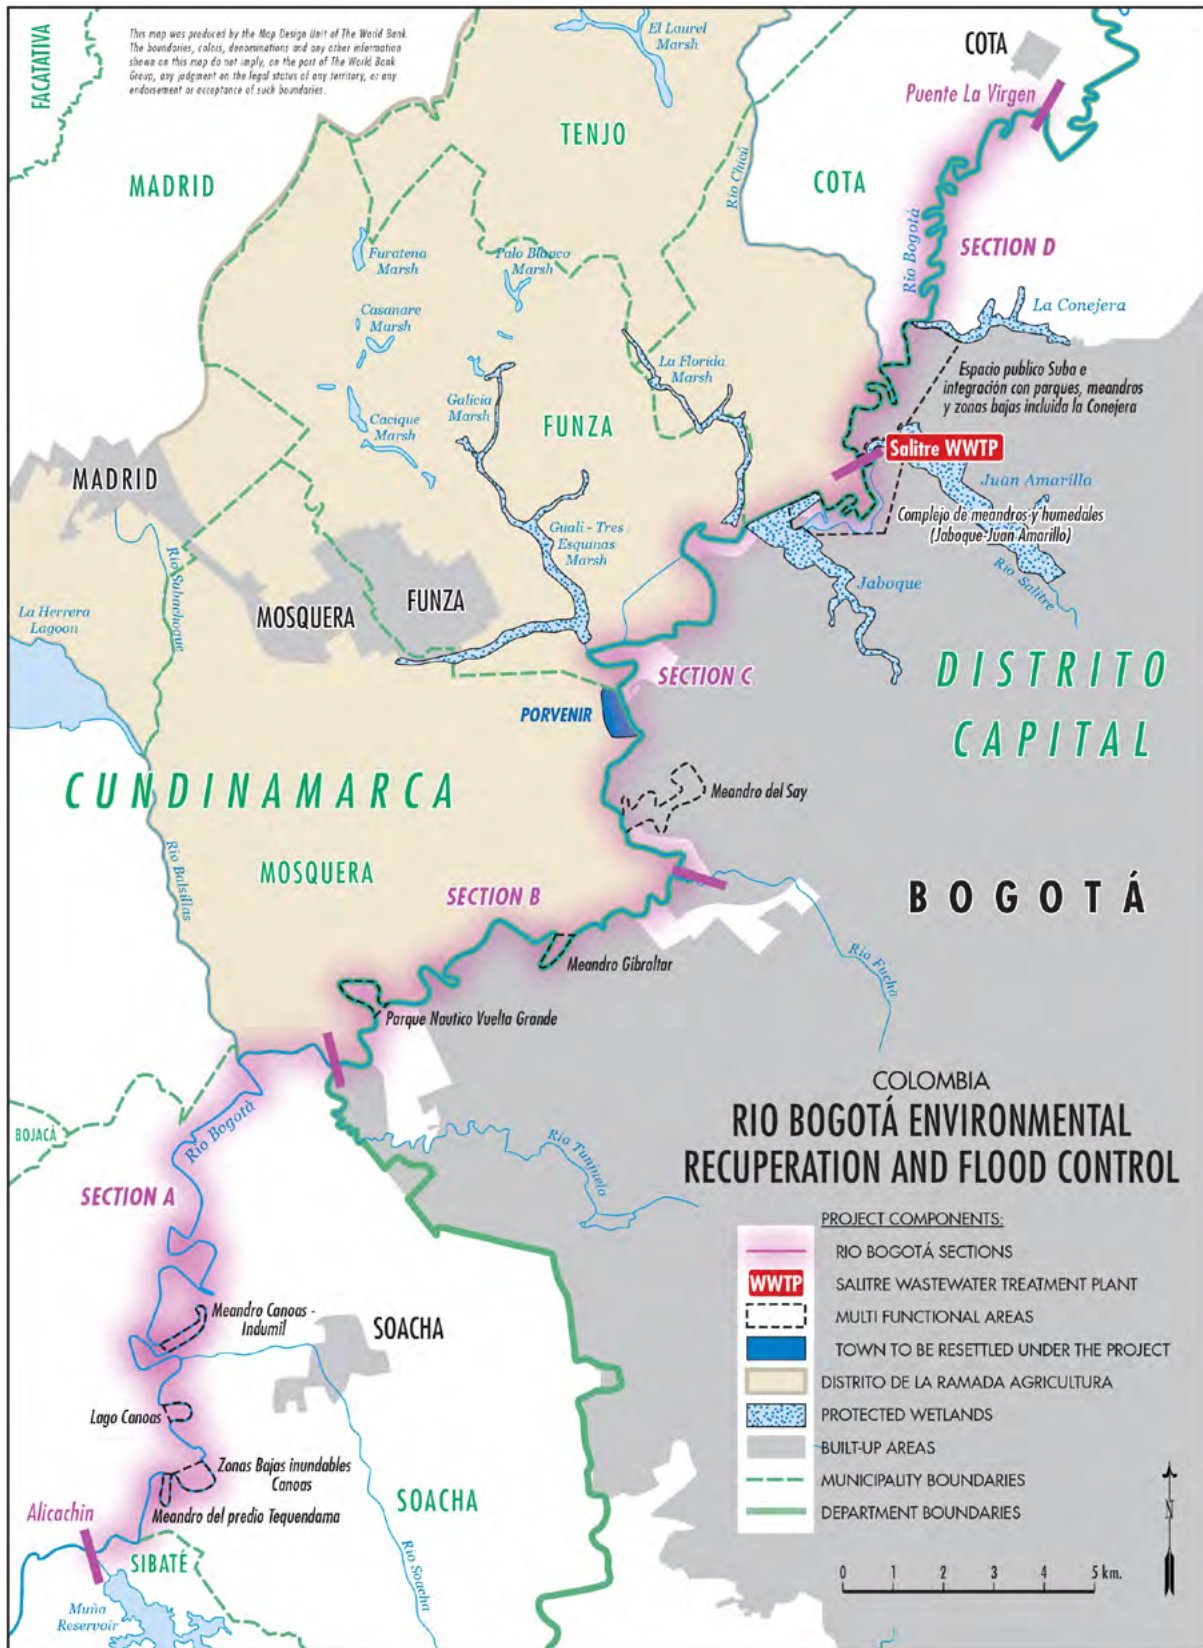 This map was produced by the Map Design Unit of The World Bank.
The boundaries, colors, denominations and any other information
shown on this map do not imply, on the part of The World Bank
Group, any judgment on the legal status of any territory, or any
endorsement or acceptance of such boundaries.
FACATATIVA
El Laurel
Marsh
COTA
Puente La Virgen
TENJO
MADRID
Rio Chicú
COTA
Rio Bogotà
SECTION D
Furatena
Marsh
Palo Blanco
Marsh
Casanare
Marsh
La Conejera
La Florida
Marsh
Espacio publico Suba e
integración con parques, meandros
y zonas bajas incluida la Conejera
Galicia
Marsh
Cacique
Marsh
FUNZA
Salitre WWTP
MADRID
Juan Amarillo
Complejo de meandros y humedales
(Jaboque-Juan Amarillo)
Gualí - Tres
Esquinas
Marsh
Rio Subachoque
Jaboque
Rio Salitre
FUNZA
MOSQUERA
La Herrera
Lagoon
DISTRITO
CAPITAL
SECTION C
PORVENIR
CUNDINAMARCA
Meandro del Say
MOSQUERA
Rio Balsillas
SECTION B
BOGOTÁ
Meandro Gibraltar
Rio Fucha
Parque Nautico Vuelta Grande
COLOMBIA
RIO BOGOTÁ ENVIRONMENTAL
RECUPERATION AND FLOOD CONTROL
Rio Bogotà
BOJACÀ
Rio Tunjuelo
SECTION A
PROJECT COMPONENTS:
RIO BOGOTÁ SECTIONS
WWTP SALITRE WASTEWATER TREATMENT PLANT
MULTI FUNCTIONAL AREAS
TOWN TO BE RESETTLED UNDER THE PROJECT
DISTRITO DE LA RAMADA AGRICULTURA
PROTECTED WETLANDS
BUILT-UP AREAS
MUNICIPALITY BOUNDARIES
DEPARTMENT BOUNDARIES
Meandro Canoas -
Indumil
SOACHA
Lago Canoas
Zonas Bajas inundables
Canoas
Meandro del predio Tequendama
SOACHA
Alicachin
SIBATÉ
Rio Soacha
Muña
Reservoir
N
0 1 2 3 4 5 km.